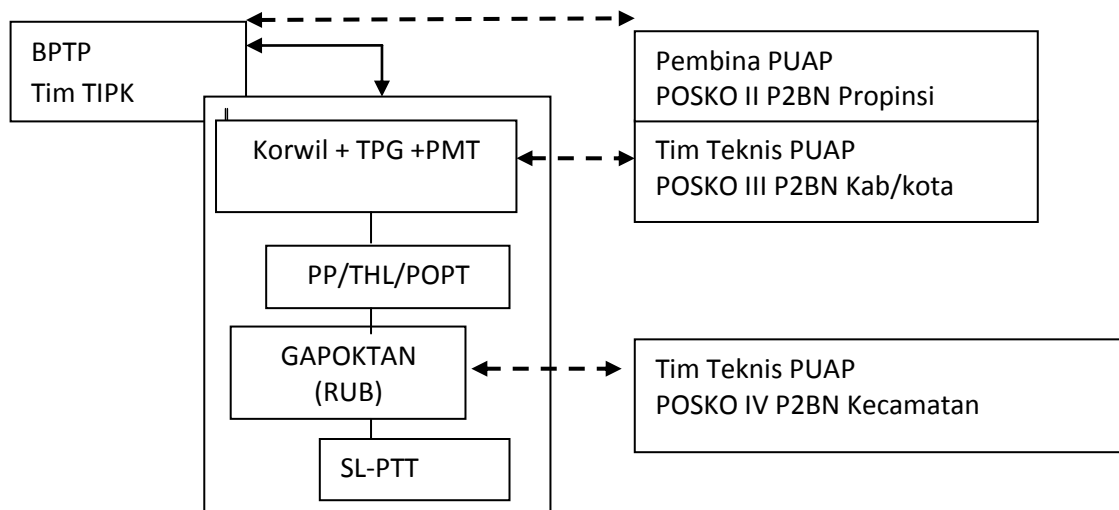 BPTP
Tim TIPK
Pembina PUAP
POSKO II P2BN Propinsi
Korwil + TPG +PMT
Tim Teknis PUAP
POSKO III P2BN Kab/kota
PP/THL/POPT
GAPOKTAN
(RUB)
Tim Teknis PUAP
POSKO IV P2BN Kecamatan
SL-PTT